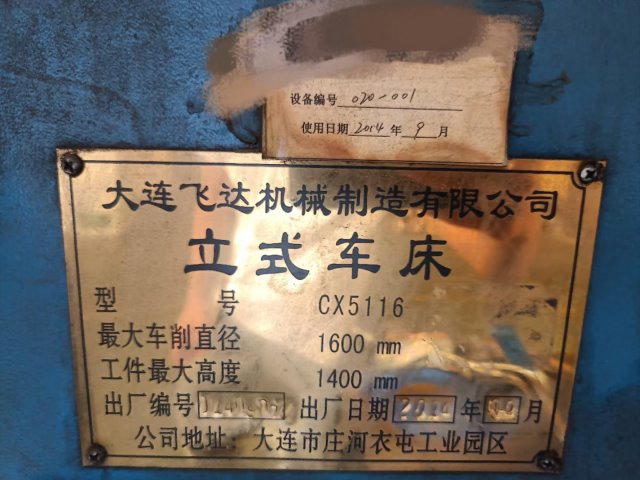 设备编号 020-001
使用日期 2014 年 9 月
大连飞达机械制造有限公司
立式车床
型 号 CX5116
最大车削直径 1600 mm
工件最大高度 1400 mm
出厂编号 出厂日期 2014 年 月
公司地址: 大连市庄河衣屯工业园区